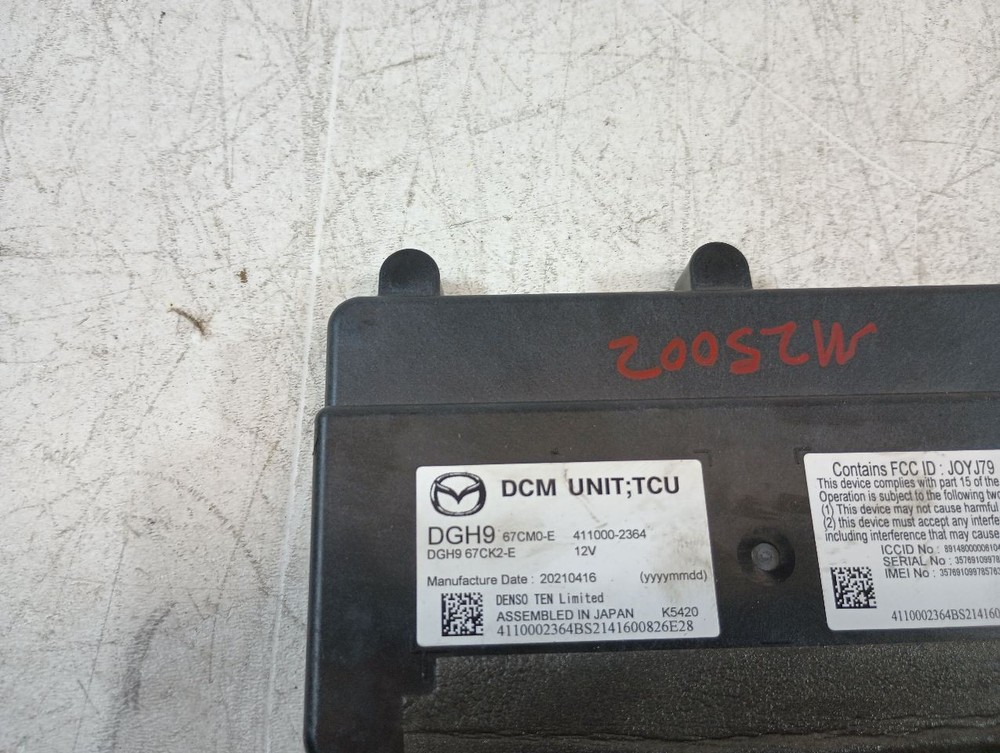 M25002
DCM UNIT;TCU
DGH9 67CM0-E 411000-2364
DGH9 67CK2-E 12V
Manufacture Date : 20210416 (yyyymmdd)
DENSO TEN Limited
ASSEMBLED IN JAPAN K5420
4110002364BS2141600826E28
Contains FCC ID : JOYJ79
This device complies with part 15 of the
Operation is subject to the following two
(1) This device may not cause harmful
(2) this device must accept any interfe
including interference that may cause
ICCID No :
SERIAL No :
IMEI No :